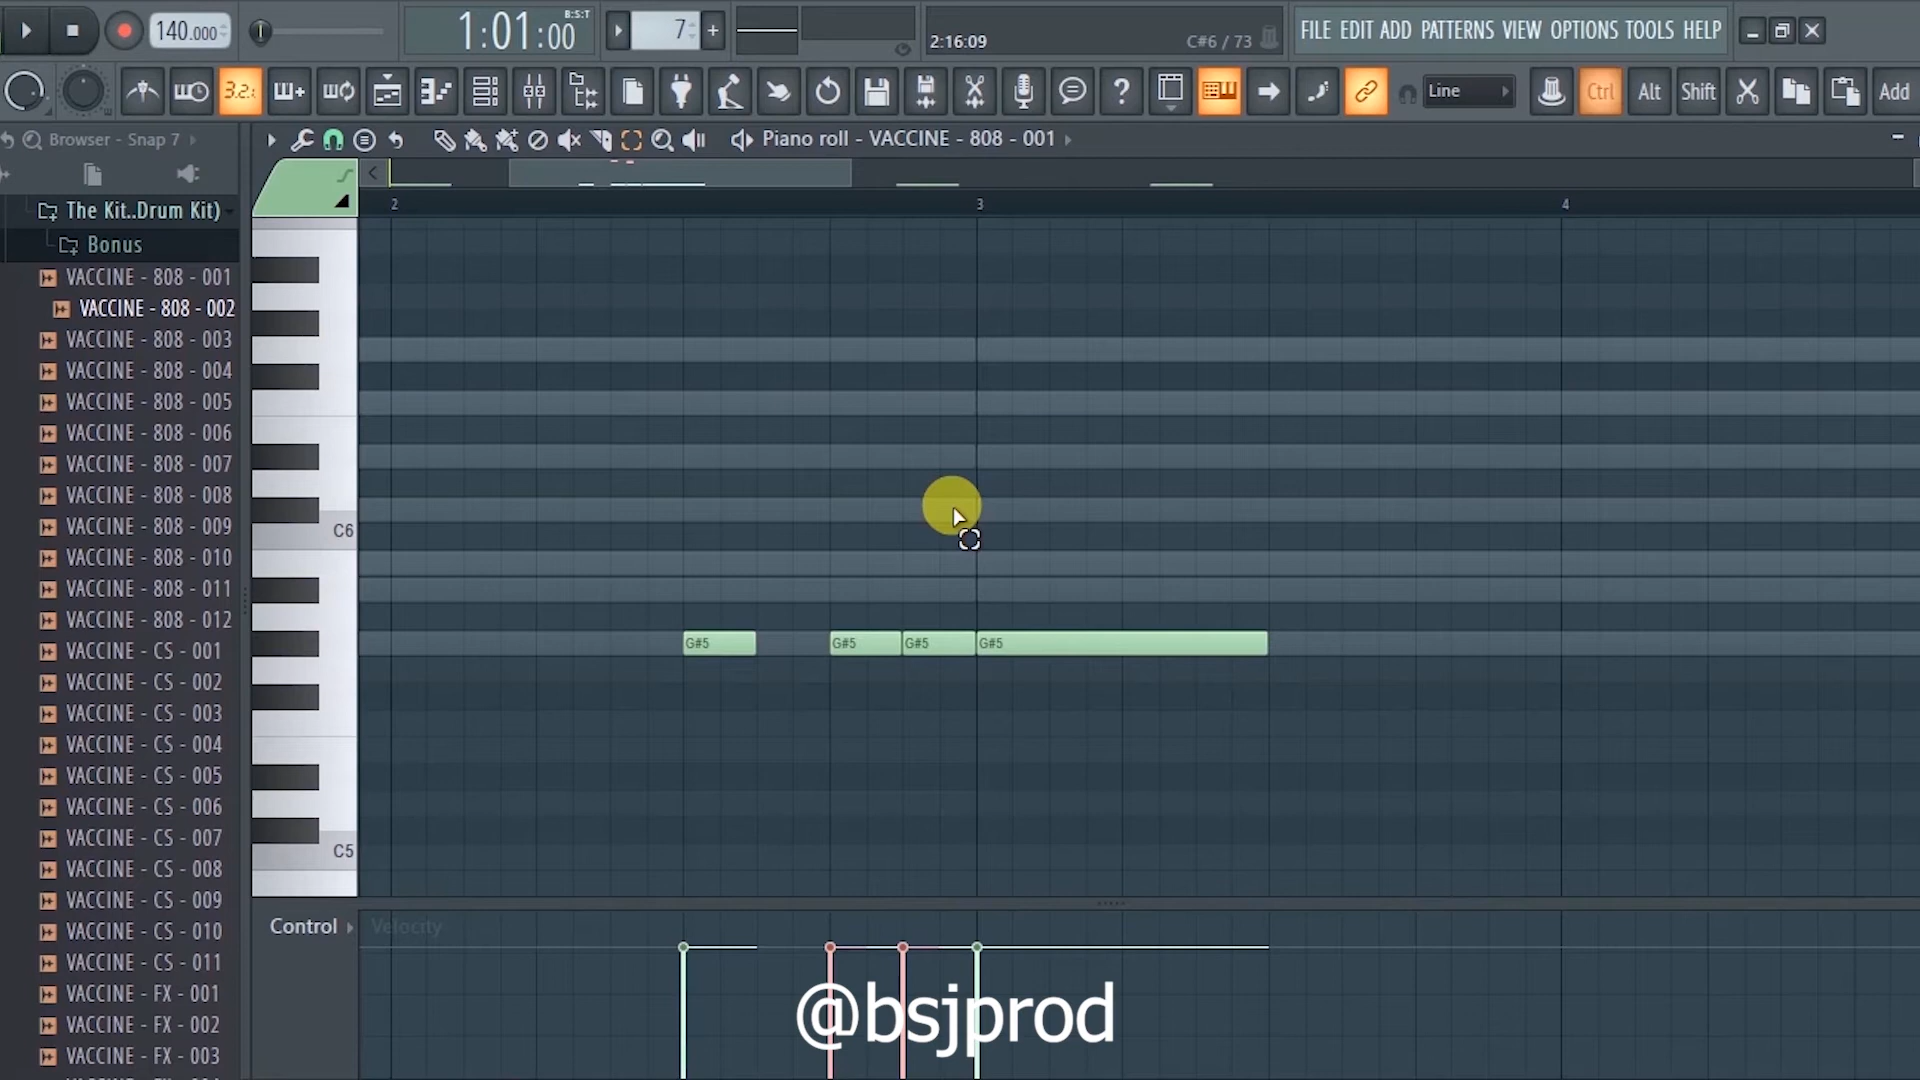 140.000
1:01:00
B:S:T
7
2:16:09
C#6 / 73
FILE EDIT ADD PATTERNS VIEW OPTIONS TOOLS HELP
3.2
Line
Ctrl
Alt
Shift
Add
Browser - Snap 7
Piano roll - VACCINE - 808 - 001
The Kit..Drum Kit)
Bonus
2
3
4
VACCINE - 808 - 001
VACCINE - 808 - 002
VACCINE - 808 - 003
VACCINE - 808 - 004
VACCINE - 808 - 005
VACCINE - 808 - 006
VACCINE - 808 - 007
VACCINE - 808 - 008
VACCINE - 808 - 009
VACCINE - 808 - 010
VACCINE - 808 - 011
VACCINE - 808 - 012
VACCINE - CS - 001
VACCINE - CS - 002
VACCINE - CS - 003
VACCINE - CS - 004
VACCINE - CS - 005
VACCINE - CS - 006
VACCINE - CS - 007
VACCINE - CS - 008
VACCINE - CS - 009
VACCINE - CS - 010
VACCINE - CS - 011
VACCINE - FX - 001
VACCINE - FX - 002
VACCINE - FX - 003
C6
G#5
G#5
G#5
G#5
C5
Control
Velocity
@bsjprod